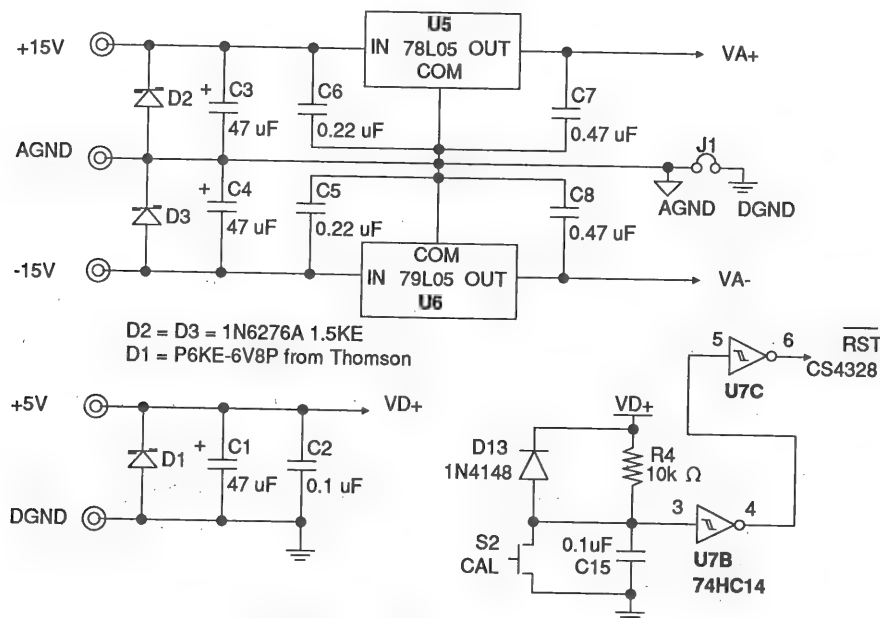 +15V
U5
IN 78L05 OUT
COM
VA+
D2
+ C3
47 uF
C6
0.22 uF
C7
0.47 uF
AGND
J1
AGND
DGND
D3
+ C4
47 uF
C5
0.22 uF
C8
0.47 uF
-15V
COM
IN 79L05 OUT
U6
VA-
D2 = D3 = 1N6276A 1.5KE
D1 = P6KE-6V8P from Thomson
5
6
RST
CS4328
U7C
+5V
VD+
D1
+ C1
47 uF
C2
0.1 uF
DGND
VD+
D13
1N4148
R4
10k Ω
3
4
S2
CAL
0.1uF
C15
U7B
74HC14